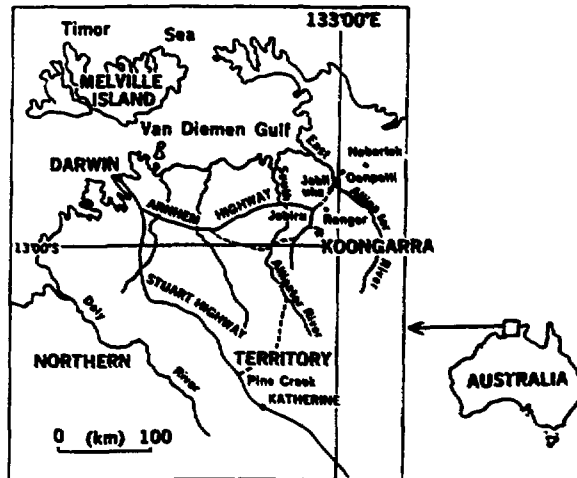 133°00'E
Timor Sea
MELVILLE
ISLAND
Van Diemen Gulf
East
Nabarlek
Oenpelli
DARWIN
South
Jabiluka
Alligator River
ARNHEM HIGHWAY
Jabiru
Ranger
13°00'S
KOONGARRA
Alligator River
STUART HIGHWAY
Daly River
NORTHERN TERRITORY
Pine Creek
KATHERINE
0 (km) 100
AUSTRALIA